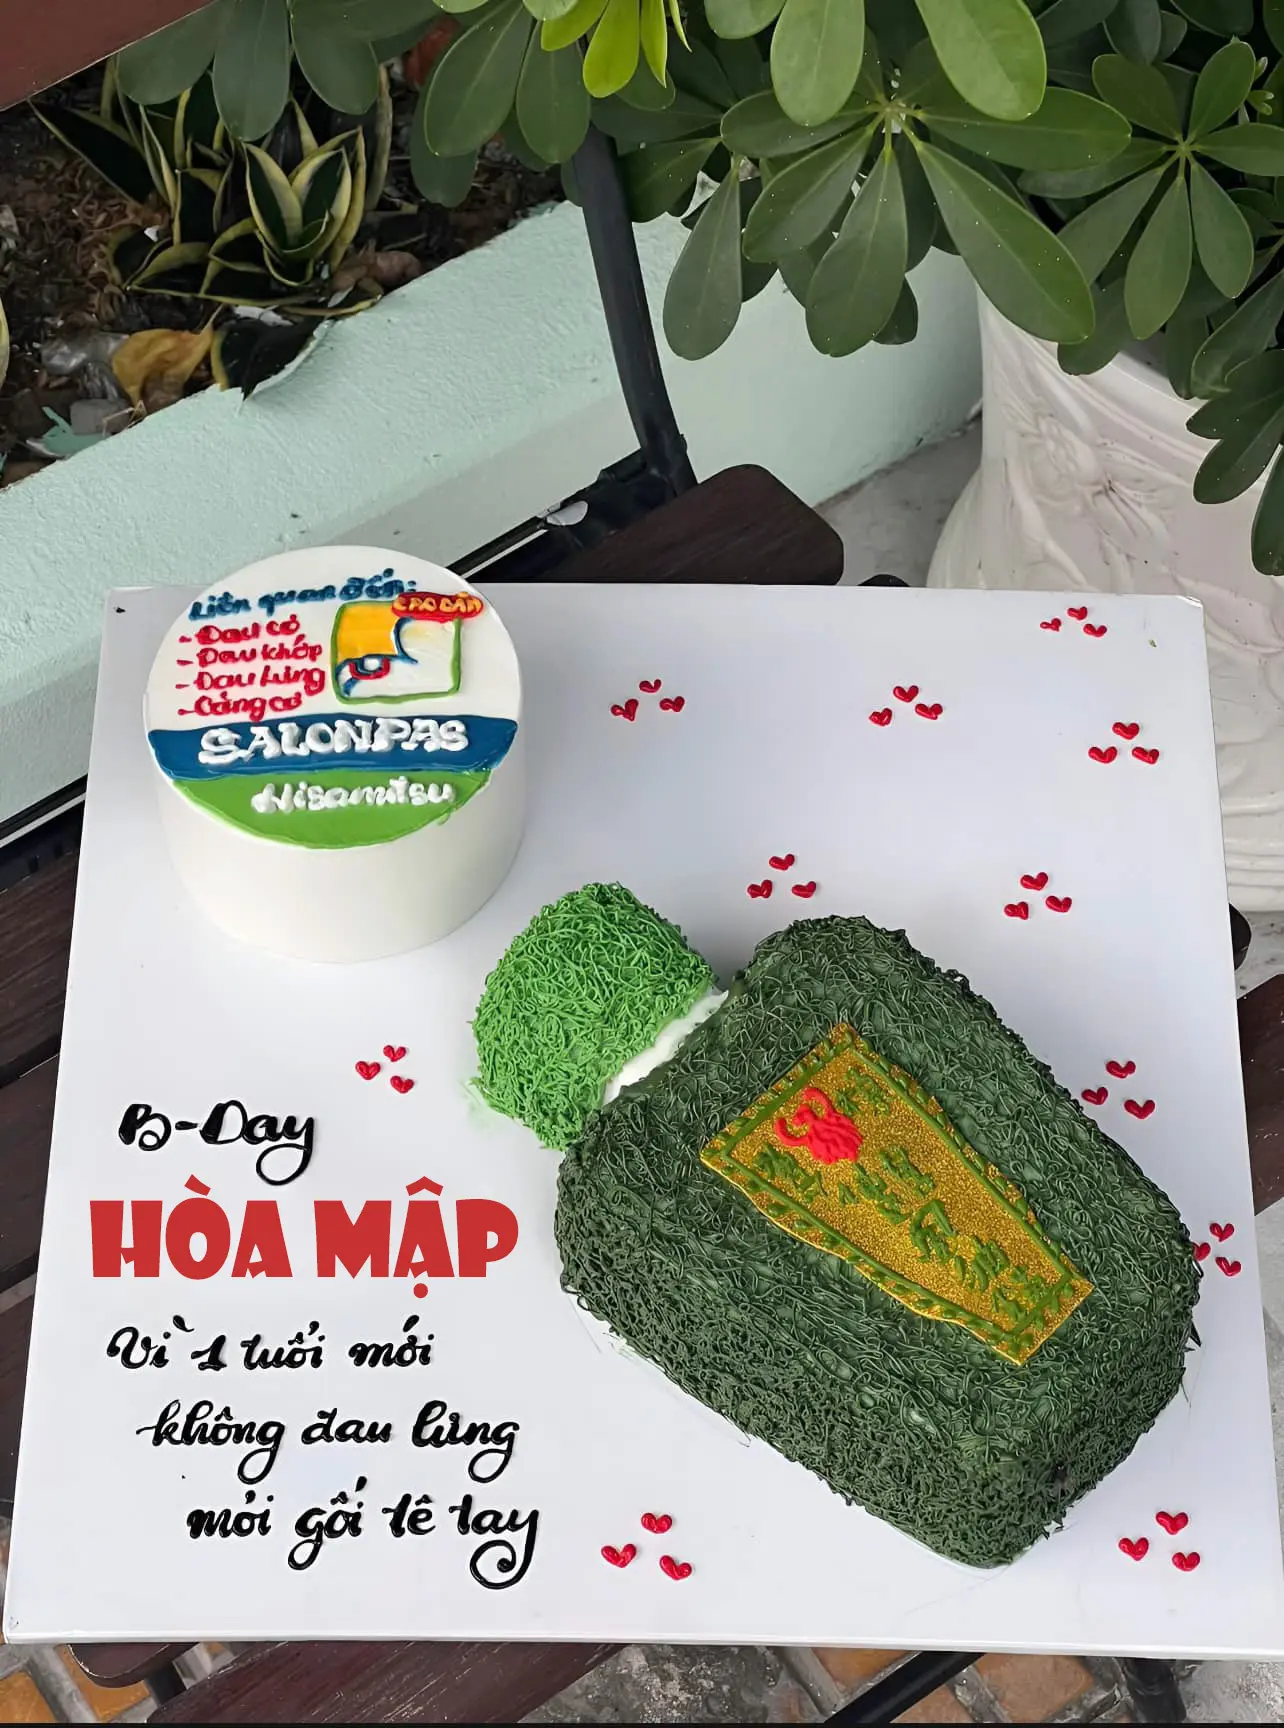 Liên quan đến:
CAO DÁN
- Đau cơ
- Đau khớp
- Đau lưng
- Căng cơ
SALONPAS
Hisamitsu
B-Day
HÒA MẬP
Vì 1 tuổi mới
không đau lưng
mỏi gối tê tay